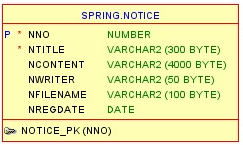 SPRING.NOTICE
P * NNO NUMBER
* NTITLE VARCHAR2 (300 BYTE)
NCONTENT VARCHAR2 (4000 BYTE)
NWRITER VARCHAR2 (50 BYTE)
NFILENAME VARCHAR2 (100 BYTE)
NREGDATE DATE
NOTICE_PK (NNO)